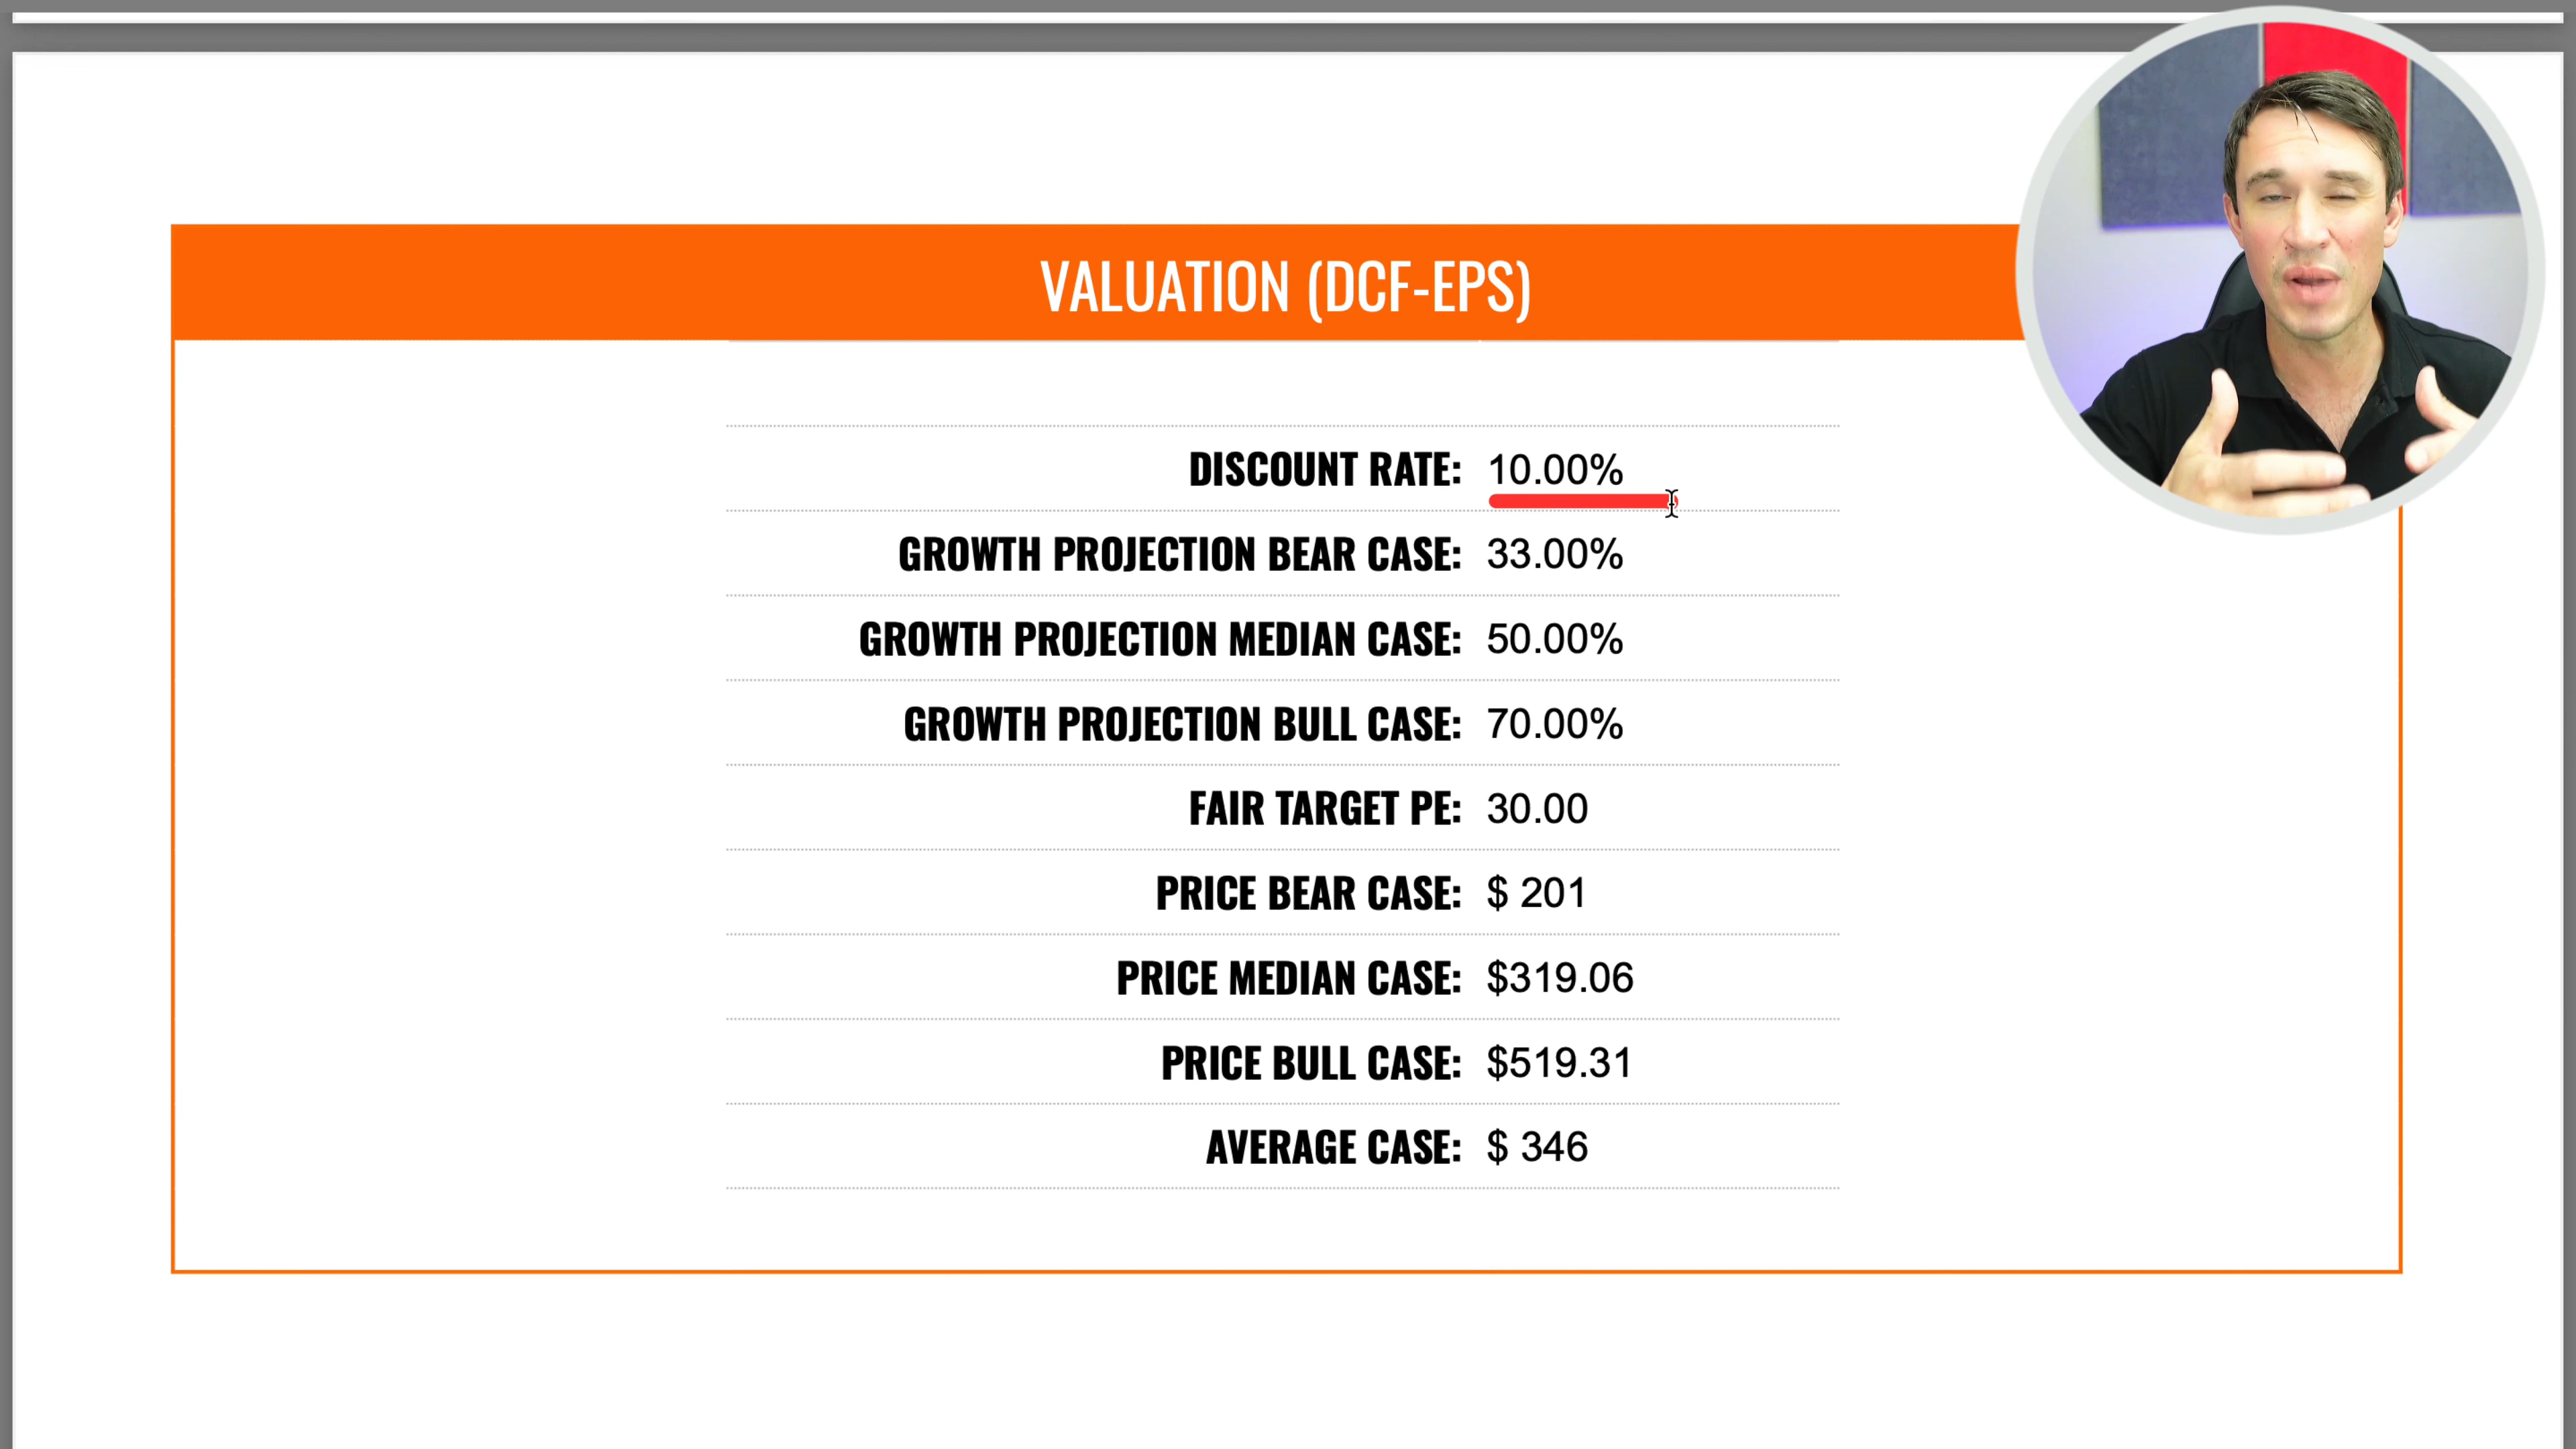 VALUATION (DCF-EPS)
DISCOUNT RATE: 10.00%
GROWTH PROJECTION BEAR CASE: 33.00%
GROWTH PROJECTION MEDIAN CASE: 50.00%
GROWTH PROJECTION BULL CASE: 70.00%
FAIR TARGET PE: 30.00
PRICE BEAR CASE: $ 201
PRICE MEDIAN CASE: $319.06
PRICE BULL CASE: $519.31
AVERAGE CASE: $ 346